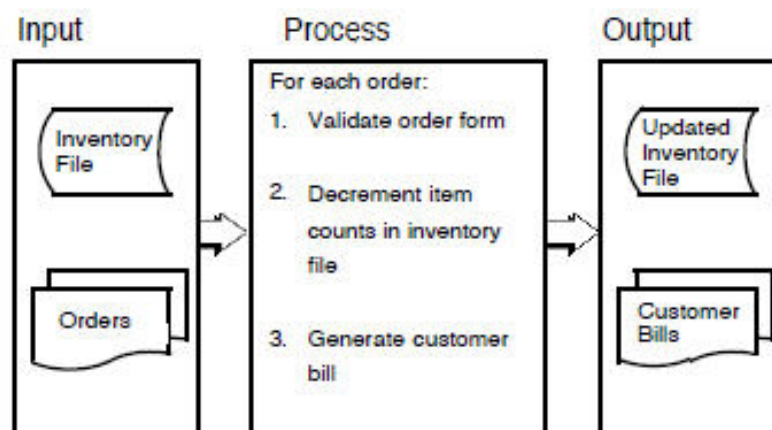 Input
Process
Output
Inventory
File
Orders
For each order:
1. Validate order form
2. Decrement item
counts in inventory
file
3. Generate customer
bill
Updated
Inventory
File
Customer
Bills